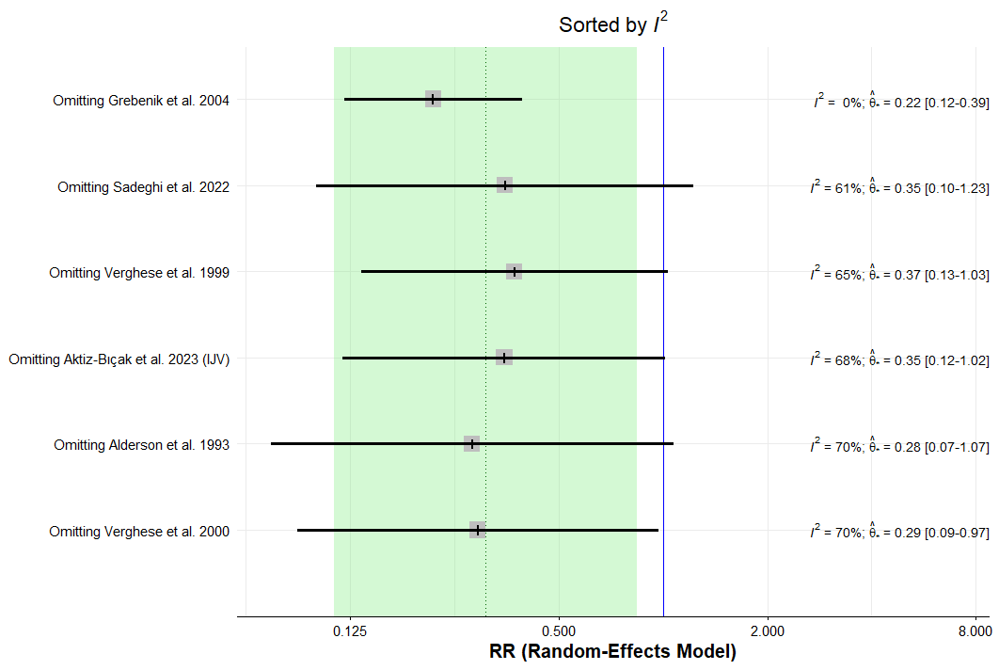 Sorted by I²
Omitting Grebenik et al. 2004 I² = 0%; θ̂* = 0.22 [0.12-0.39]
Omitting Sadeghi et al. 2022 I² = 61%; θ̂* = 0.35 [0.10-1.23]
Omitting Verghese et al. 1999 I² = 65%; θ̂* = 0.37 [0.13-1.03]
Omitting Aktiz-Bıçak et al. 2023 (IJV) I² = 68%; θ̂* = 0.35 [0.12-1.02]
Omitting Alderson et al. 1993 I² = 70%; θ̂* = 0.28 [0.07-1.07]
Omitting Verghese et al. 2000 I² = 70%; θ̂* = 0.29 [0.09-0.97]
0.125 0.500 2.000 8.000
RR (Random-Effects Model)